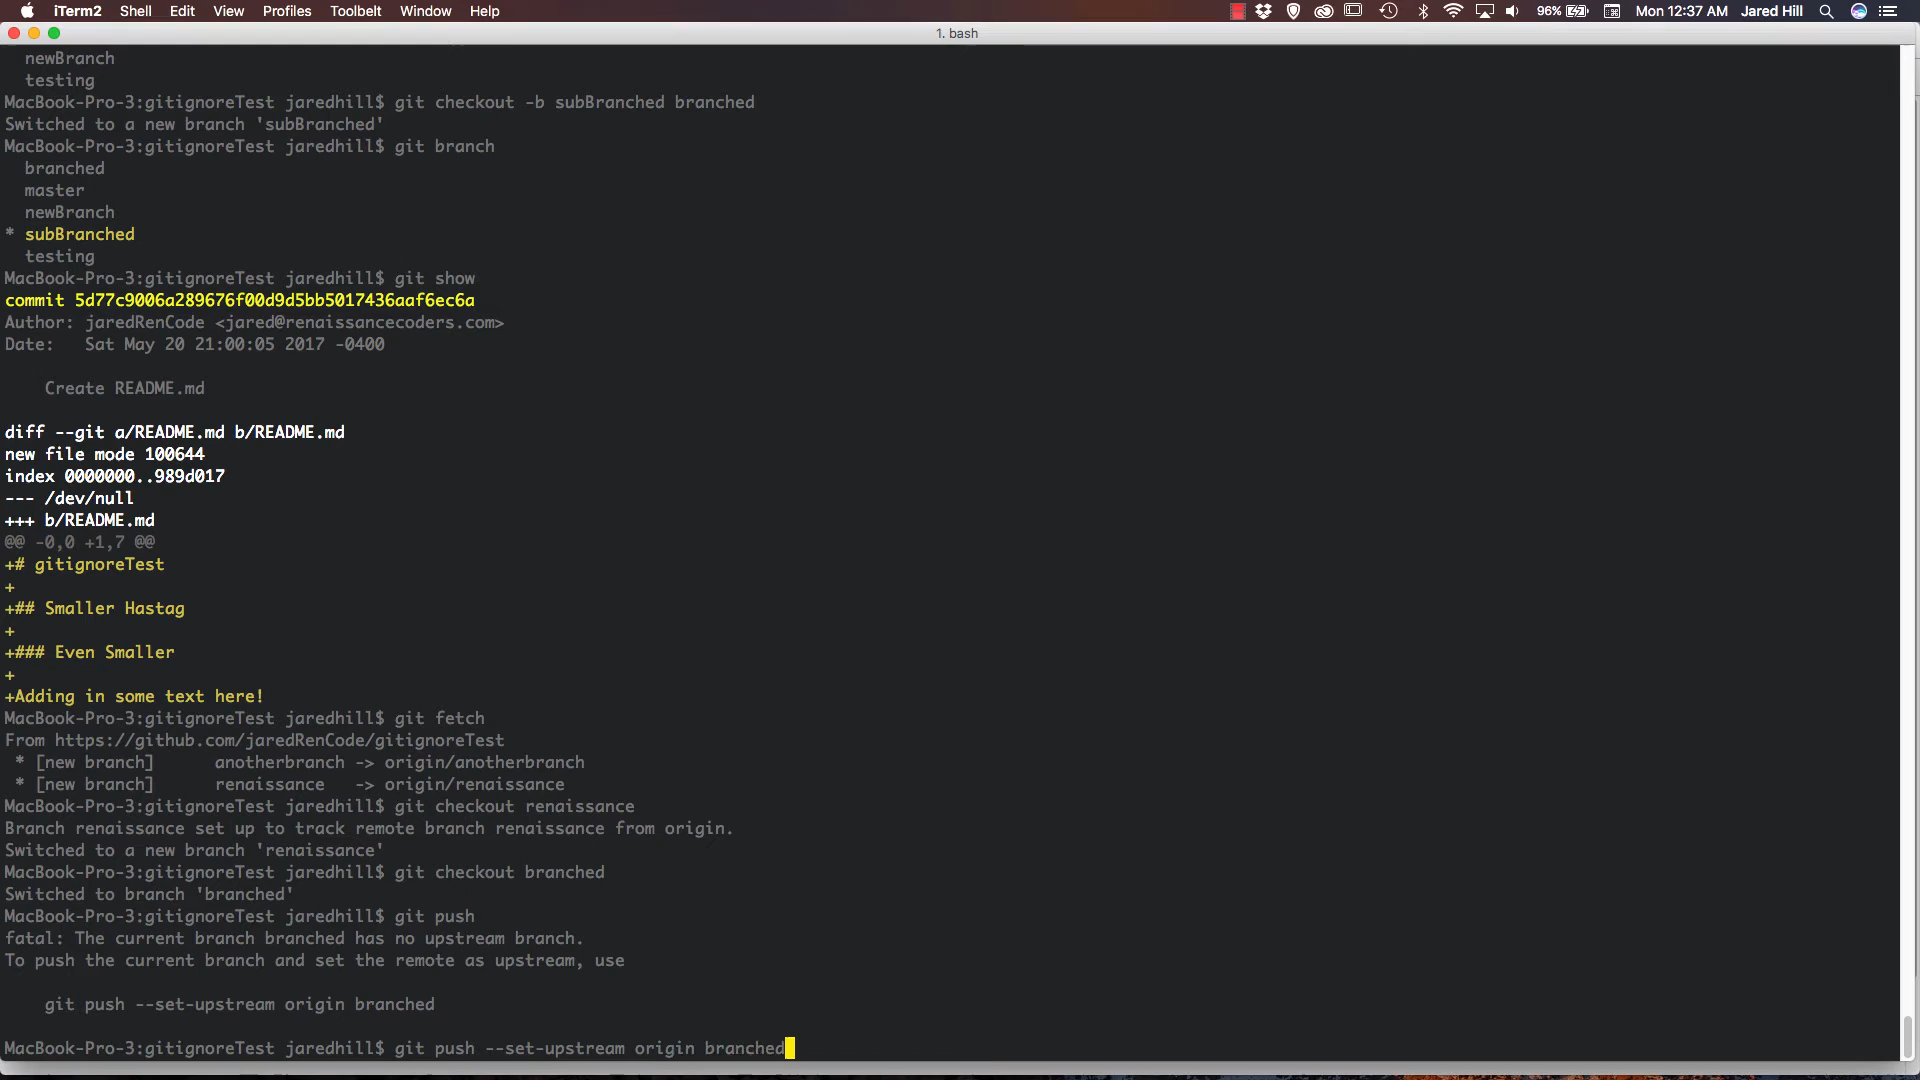 iTerm2 Shell Edit View Profiles Toolbelt Window Help 96% Mon 12:37 AM Jared Hill
1. bash
newBranch
testing
MacBook-Pro-3:gitignoreTest jaredhill$ git checkout -b subBranched branched
Switched to a new branch 'subBranched'
MacBook-Pro-3:gitignoreTest jaredhill$ git branch
branched
master
newBranch
* subBranched
testing
MacBook-Pro-3:gitignoreTest jaredhill$ git show
commit 5d77c9006a289676f00d9d5bb5017436aaf6ec6a
Author: jaredRenCode <jared@renaissancecoders.com>
Date:   Sat May 20 21:00:05 2017 -0400
Create README.md
diff --git a/README.md b/README.md
new file mode 100644
index 0000000..989d017
--- /dev/null
+++ b/README.md
@@ -0,0 +1,7 @@
+# gitignoreTest
+
+## Smaller Hastag
+
+### Even Smaller
+
+Adding in some text here!
MacBook-Pro-3:gitignoreTest jaredhill$ git fetch
From https://github.com/jaredRenCode/gitignoreTest
* [new branch]      anotherbranch -> origin/anotherbranch
* [new branch]      renaissance   -> origin/renaissance
MacBook-Pro-3:gitignoreTest jaredhill$ git checkout renaissance
Branch renaissance set up to track remote branch renaissance from origin.
Switched to a new branch 'renaissance'
MacBook-Pro-3:gitignoreTest jaredhill$ git checkout branched
Switched to branch 'branched'
MacBook-Pro-3:gitignoreTest jaredhill$ git push
fatal: The current branch branched has no upstream branch.
To push the current branch and set the remote as upstream, use
git push --set-upstream origin branched
MacBook-Pro-3:gitignoreTest jaredhill$ git push --set-upstream origin branched